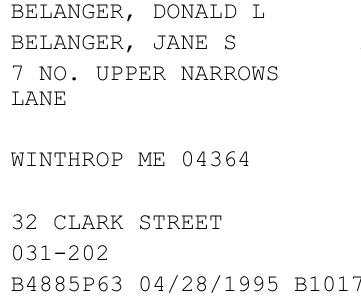 BELANGER, DONALD L
BELANGER, JANE S
7 NO. UPPER NARROWS
LANE
WINTHROP ME 04364
32 CLARK STREET
031-202
B4885P63 04/28/1995 B1017